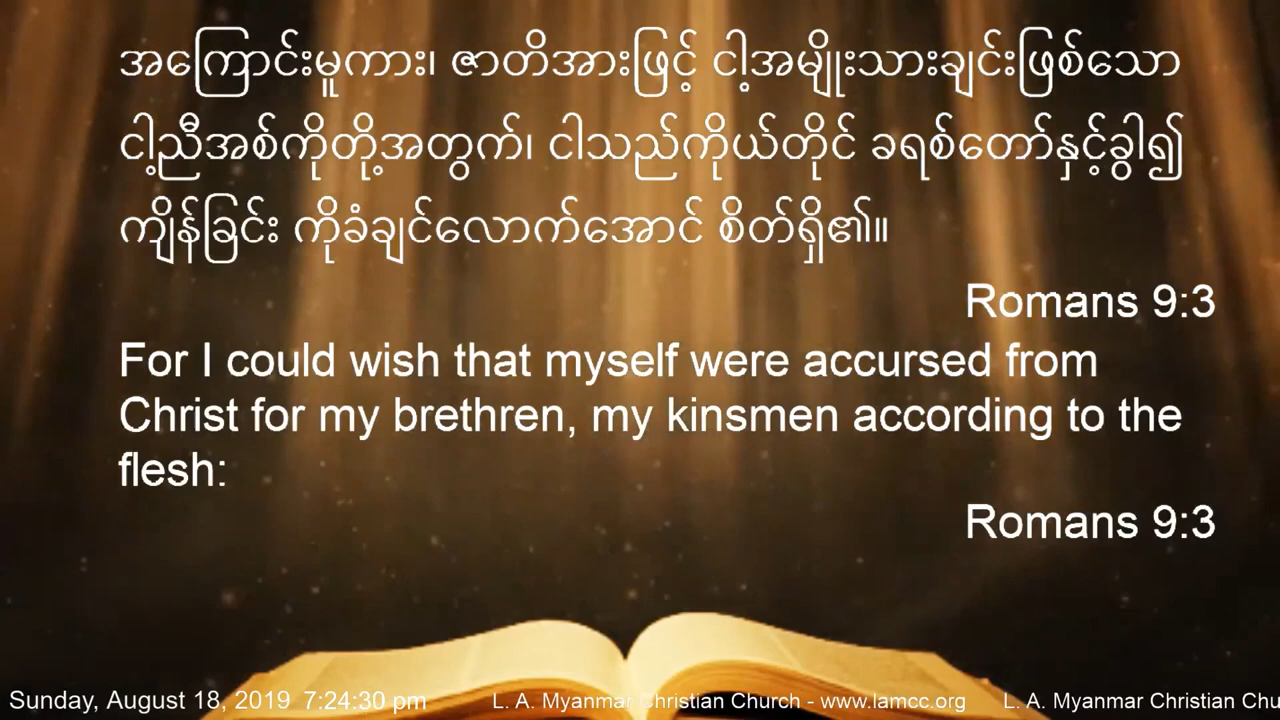 အကြောင်းမူကား၊ ဇာတိအားဖြင့် ငါ့အမျိုးသားချင်းဖြစ်သော
ငါ့ညီအစ်ကိုတို့အတွက်၊ ငါသည်ကိုယ်တိုင် ခရစ်တော်နှင့်ခွါ၍
ကျိန်ခြင်း ကိုခံချင်လောက်အောင် စိတ်ရှိ၏။
Romans 9:3
For I could wish that myself were accursed from
Christ for my brethren, my kinsmen according to the
flesh:
Romans 9:3
Sunday, August 18, 2019 7:24:30 pm L. A. Myanmar Christian Church - www.lamcc.org L. A. Myanmar Christian Chu